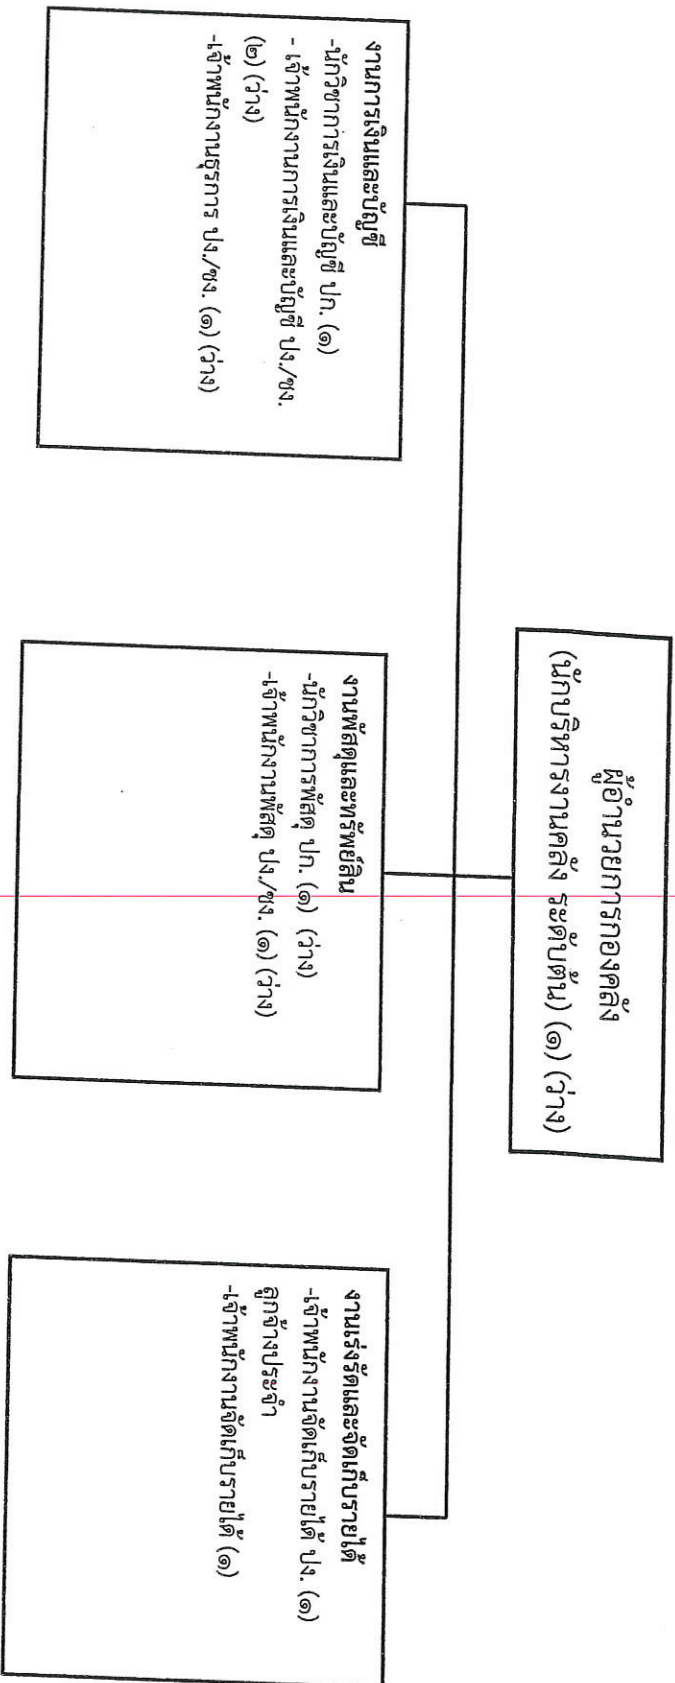 ผู้อำนวยการกองคลัง
(นักบริหารงานคลัง ระดับต้น) (๑) (ว่าง)
งานการเงินและบัญชี
-นักวิชาการเงินและบัญชี ปก. (๑)
- เจ้าพนักงานการเงินและบัญชี ปง./ชง.
(๒) (ว่าง)
-เจ้าพนักงานธุรการ ปง./ชง. (๑) (ว่าง)
งานพัสดุและทรัพย์สิน
-นักวิชาการพัสดุ ปก. (๑) (ว่าง)
-เจ้าพนักงานพัสดุ ปง./ชง. (๑) (ว่าง)
งานเร่งรัดและจัดเก็บรายได้
-เจ้าพนักงานจัดเก็บรายได้ ปง. (๑)
ลูกจ้างประจำ
-เจ้าพนักงานจัดเก็บรายได้ (๑)